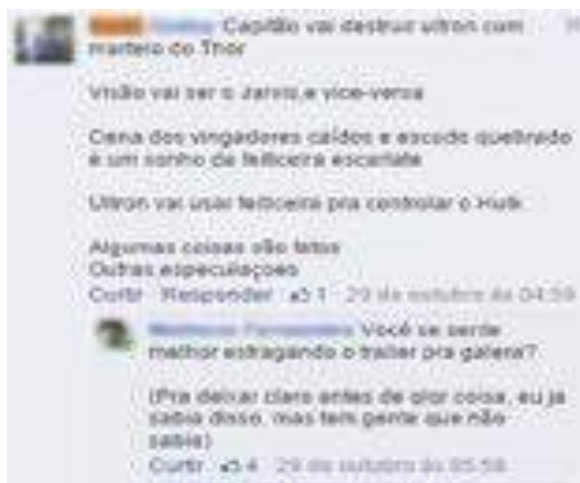 Capitão vai destruir ultron com
martelo do Thor
Visão vai ser o Jarvis,e vice-versa
Cena dos vingadores caídos e escudo quebrado
é um sonho da feiticeira escarlate
Ultron vai usar feiticeira pra controlar o Hulk
Algumas coisas são fatos
Outras especulaçoes
Curtir Responder 1 29 de outubro às 04:59
Você se sente
melhor estragando o trailer pra galera?
(Pra deixar claro antes de qlqr coisa, eu já
sabia disso, mas tem gente que não
sabia)
Curtir 4 29 de outubro às 05:58